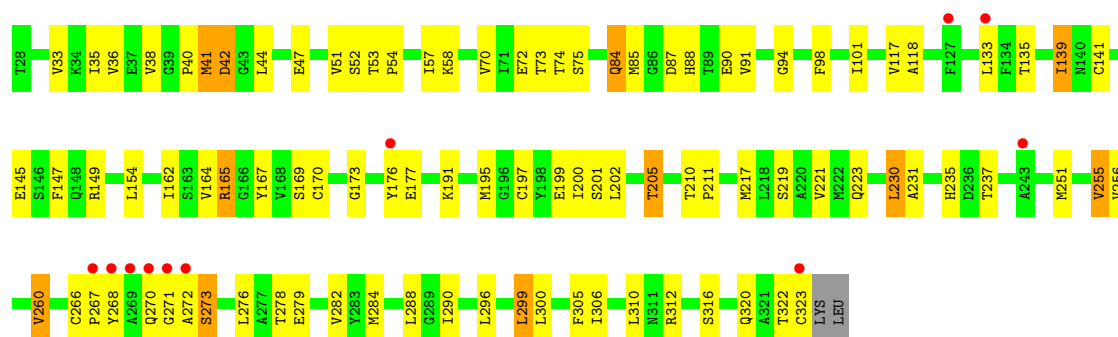 T28 V33 K34 I35 V36 E37 V38 G39 P40 M41 D42 G43 L44 E47 V51 S52 T53 P54 I57 K58 V70 I71 E72 T73 T74 S75 Q84 M85 G86 D87 H88 T89 E90 V91 G94 F98 I101 V117 A118 F127 L133 F134 T135 I139 N140 C141
E145 S146 F147 Q148 R149 L154 I162 S163 V164 R165 G166 Y167 V168 S169 C170 G173 Y176 E177 K191 M195 G196 C197 Y198 E199 I200 S201 L202 T205 T210 P211 M217 L218 S219 A220 V221 M222 Q223 L230 A231 H235 D236 T237 A243 M251 V255 V256
V260 C266 P267 Y268 A269 Q270 G271 A272 S273 L276 A277 T278 E279 V282 Y283 M284 L288 G289 I290 L296 L299 L300 F305 I306 L310 N311 R312 S316 Q320 A321 T322 C323 LYS LEU